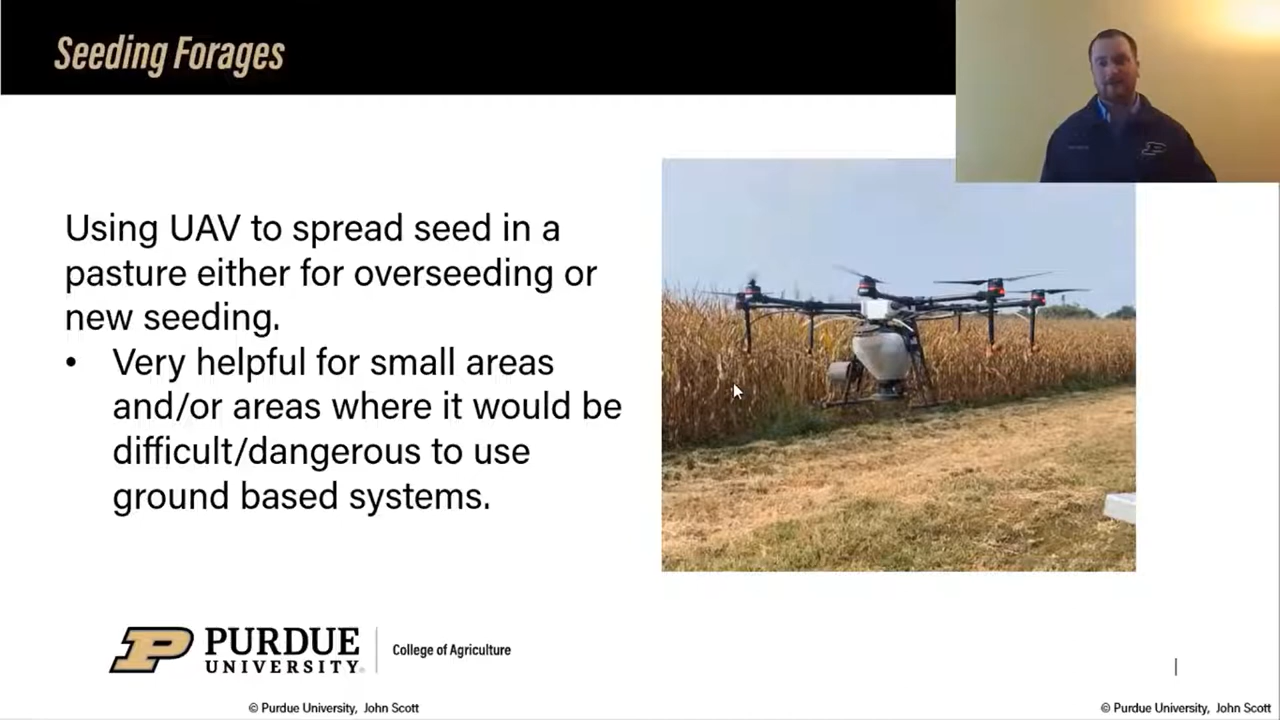 Seeding Forages
Using UAV to spread seed in a
pasture either for overseeding or
new seeding.
• Very helpful for small areas
and/or areas where it would be
difficult/dangerous to use
ground based systems.
P PURDUE
UNIVERSITY®
College of Agriculture
© Purdue University, John Scott
© Purdue University, John Scott